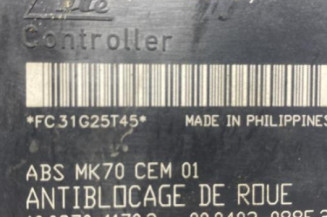 Controller
*FC31G25T45* MADE IN PHILIPPINES
ABS MK70 CEM 01
ANTIBLOCAGE DE ROUE